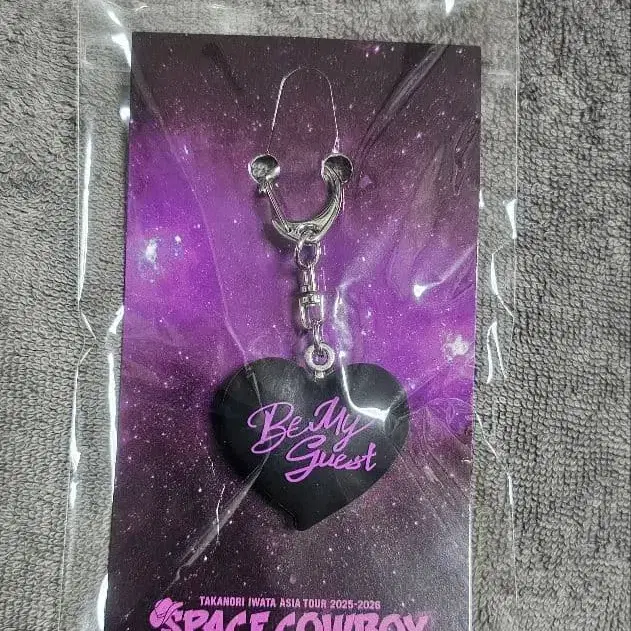 Be My
Guest
TAKANORI IWATA ASIA TOUR 2025-2026
SPACE COWBOY